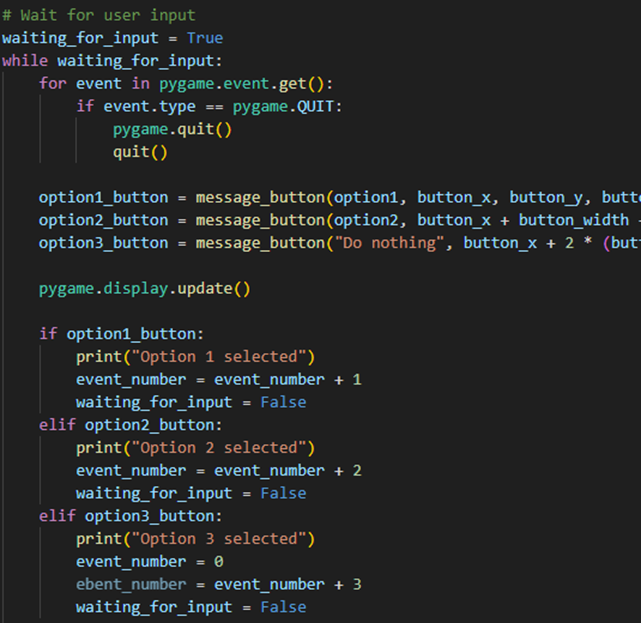 # Wait for user input
waiting_for_input = True
while waiting_for_input:
    for event in pygame.event.get():
        if event.type == pygame.QUIT:
            pygame.quit()
            quit()
    option1_button = message_button(option1, button_x, button_y, butt
    option2_button = message_button(option2, button_x + button_width
    option3_button = message_button("Do nothing", button_x + 2 * (but
    pygame.display.update()
    if option1_button:
        print("Option 1 selected")
        event_number = event_number + 1
        waiting_for_input = False
    elif option2_button:
        print("Option 2 selected")
        event_number = event_number + 2
        waiting_for_input = False
    elif option3_button:
        print("Option 3 selected")
        event_number = 0
        ebent_number = event_number + 3
        waiting_for_input = False